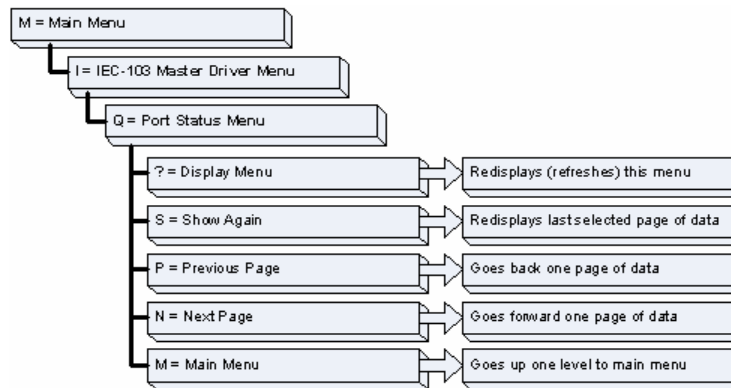 M = Main Menu
I = IEC-103 Master Driver Menu
Q = Port Status Menu
? = Display Menu
Redisplays (refreshes) this menu
S = Show Again
Redisplays last selected page of data
P = Previous Page
Goes back one page of data
N = Next Page
Goes forward one page of data
M = Main Menu
Goes up one level to main menu